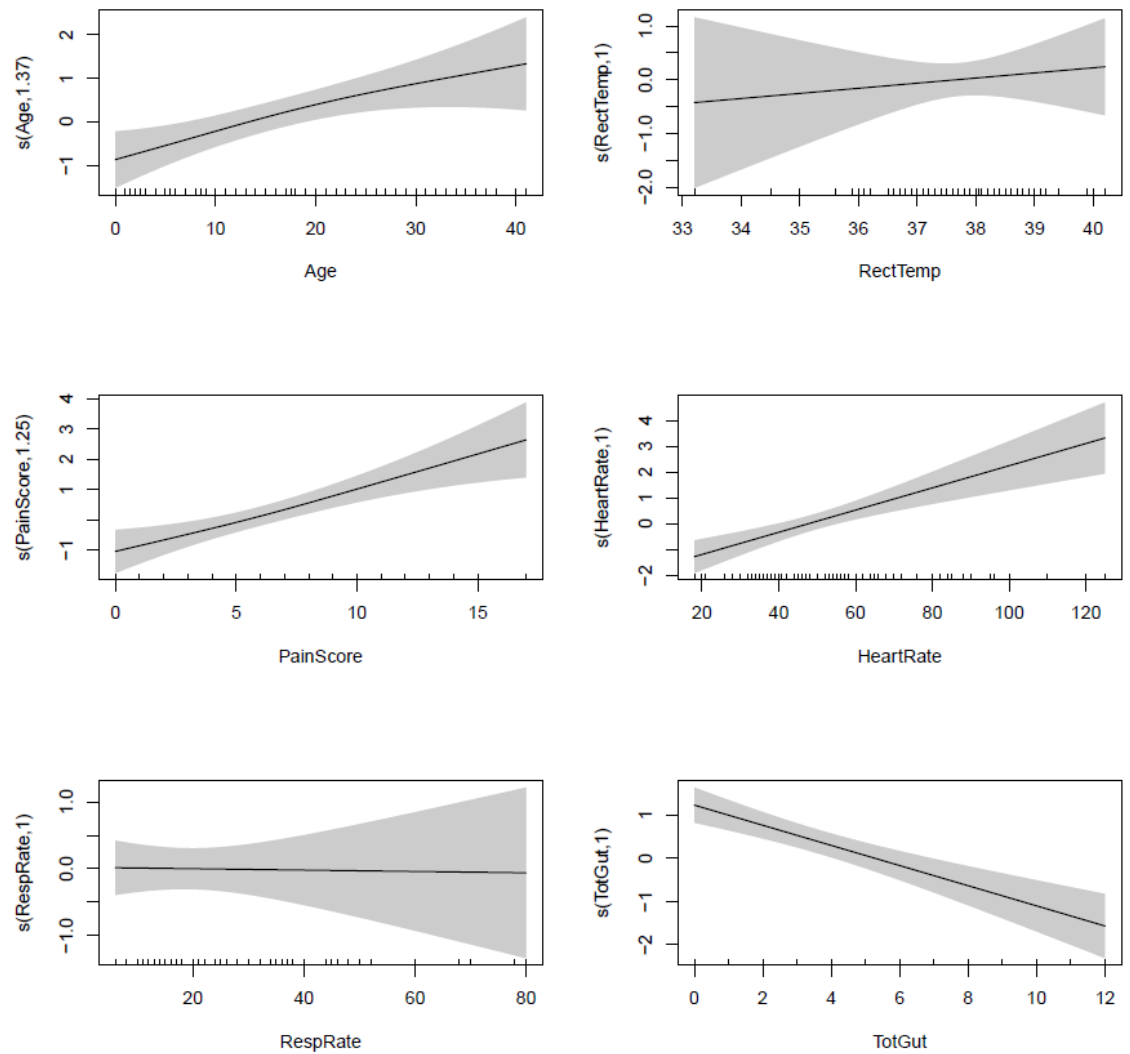 s(Age,1.37)
2
1
0
−1
0 10 20 30 40
Age
s(RectTemp,1)
1.0
0.0
−1.0
−2.0
33 34 35 36 37 38 39 40
RectTemp
s(PainScore,1.25)
4
3
2
1
−1
0 5 10 15
PainScore
s(HeartRate,1)
4
3
2
1
0
−2
20 40 60 80 100 120
HeartRate
s(RespRate,1)
1.0
0.0
−1.0
20 40 60 80
RespRate
s(TotGut,1)
1
0
−1
−2
0 2 4 6 8 10 12
TotGut